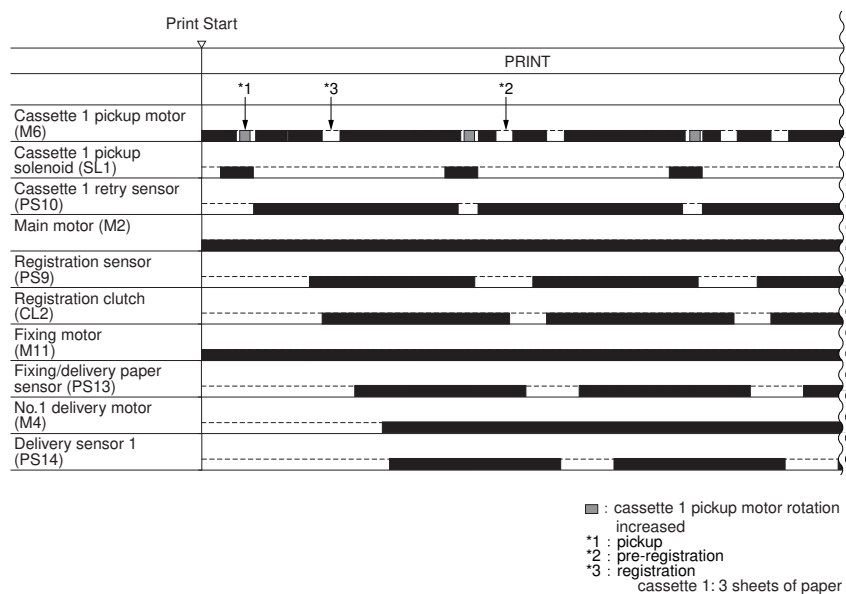 Print Start
PRINT
*1 *3 *2
Cassette 1 pickup motor
(M6)
Cassette 1 pickup
solenoid (SL1)
Cassette 1 retry sensor
(PS10)
Main motor (M2)
Registration sensor
(PS9)
Registration clutch
(CL2)
Fixing motor
(M11)
Fixing/delivery paper
sensor (PS13)
No.1 delivery motor
(M4)
Delivery sensor 1
(PS14)
: cassette 1 pickup motor rotation
increased
*1 : pickup
*2 : pre-registration
*3 : registration
cassette 1: 3 sheets of paper